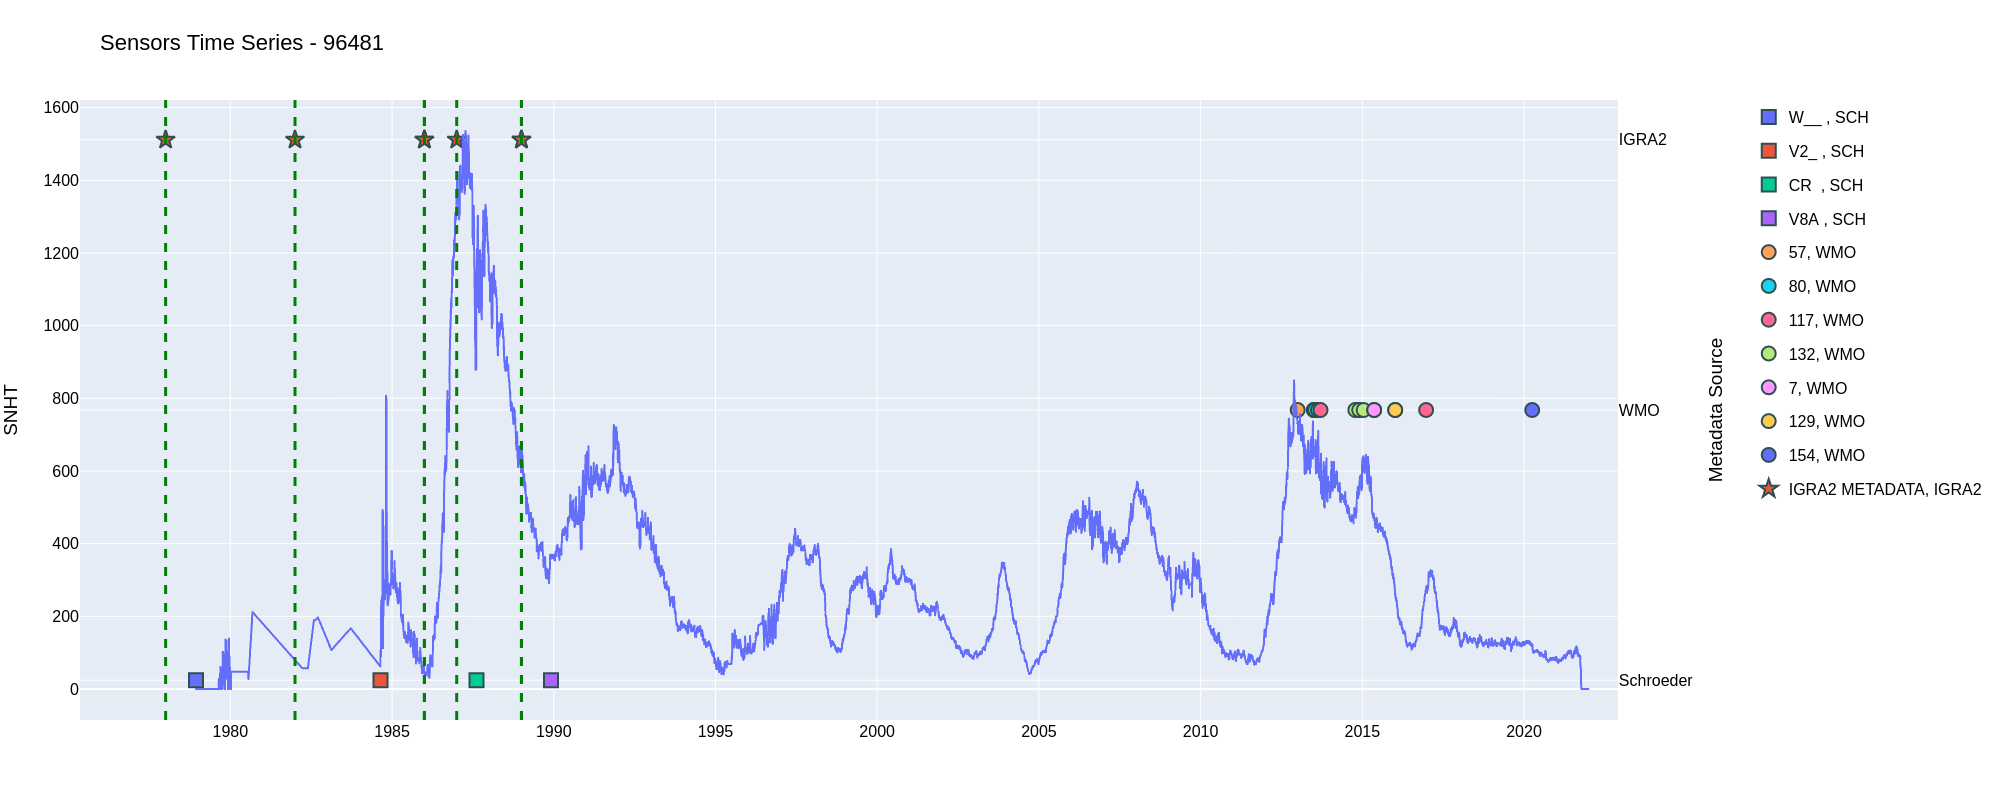 Sensors Time Series - 96481
1600
1400
1200
1000
800
600
400
200
0
SNHT
1980
1985
1990
1995
2000
2005
2010
2015
2020
IGRA2
WMO
Schroeder
Metadata Source
W__ , SCH
V2_ , SCH
CR  , SCH
V8A , SCH
57, WMO
80, WMO
117, WMO
132, WMO
7, WMO
129, WMO
154, WMO
IGRA2 METADATA, IGRA2